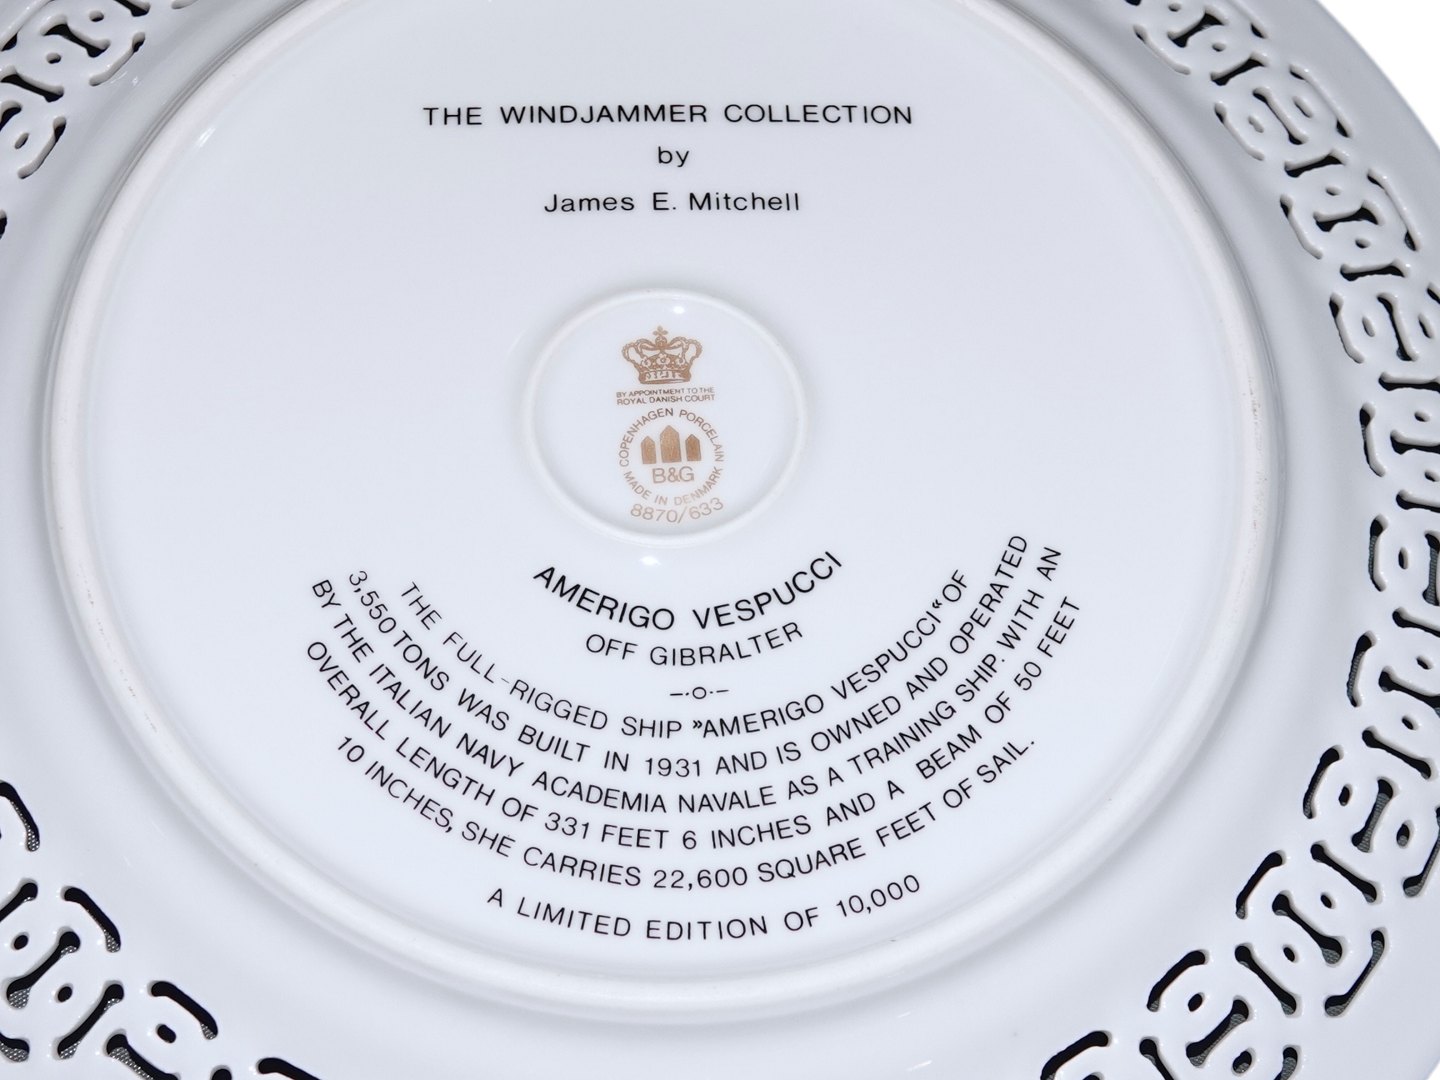 THE WINDJAMMER COLLECTION
by
James E. Mitchell
BY APPOINTMENT TO THE
ROYAL DANISH COURT
COPENHAGEN PORCELAIN
B&G
MADE IN DENMARK
8870/633
AMERIGO VESPUCCI
OFF GIBRALTER
THE FULL-RIGGED SHIP »AMERIGO VESPUCCI« OF
3,550 TONS WAS BUILT IN 1931 AND IS OWNED AND OPERATED
BY THE ITALIAN NAVY ACADEMIA NAVALE AS A TRAINING SHIP. WITH AN
OVERALL LENGTH OF 331 FEET 6 INCHES AND A BEAM OF 50 FEET
10 INCHES, SHE CARRIES 22,600 SQUARE FEET OF SAIL.
A LIMITED EDITION OF 10,000